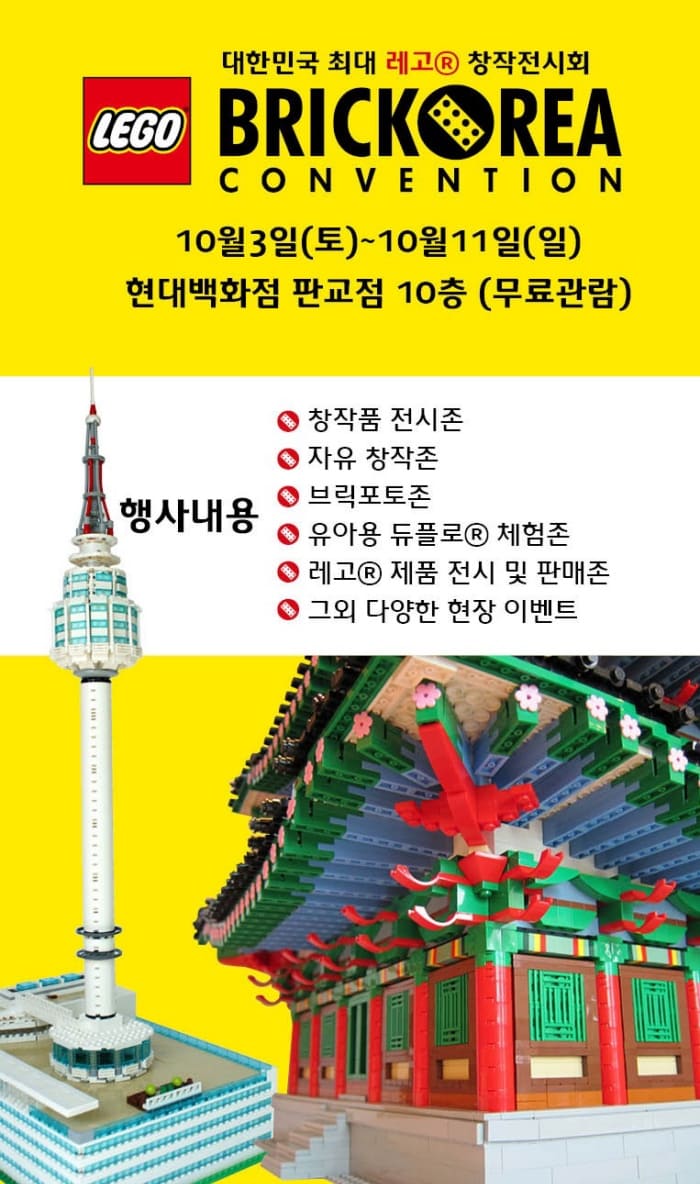 대한민국 최대 레고® 창작전시회
LEGO®
BRICKOREA
CONVENTION
10월3일(토)~10월11일(일)
현대백화점 판교점 10층 (무료관람)
행사내용
창작품 전시존
자유 창작존
브릭포토존
유아용 듀플로® 체험존
레고® 제품 전시 및 판매존
그외 다양한 현장 이벤트